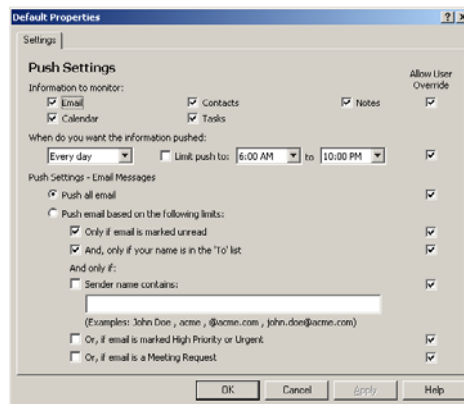 Default Properties
Settings
Push Settings
Allow User
Override
Information to monitor:
Email Contacts Notes
Calendar Tasks
When do you want the information pushed:
Every day Limit push to: 6:00 AM to 10:00 PM
Push Settings - Email Messages
Push all email
Push email based on the following limits:
Only if email is marked unread
And, only if your name is in the 'To' list
And only if:
Sender name contains:
(Examples: John Doe , acme , @acme.com , john.doe@acme.com)
Or, if email is marked High Priority or Urgent
Or, if email is a Meeting Request
OK Cancel Apply Help